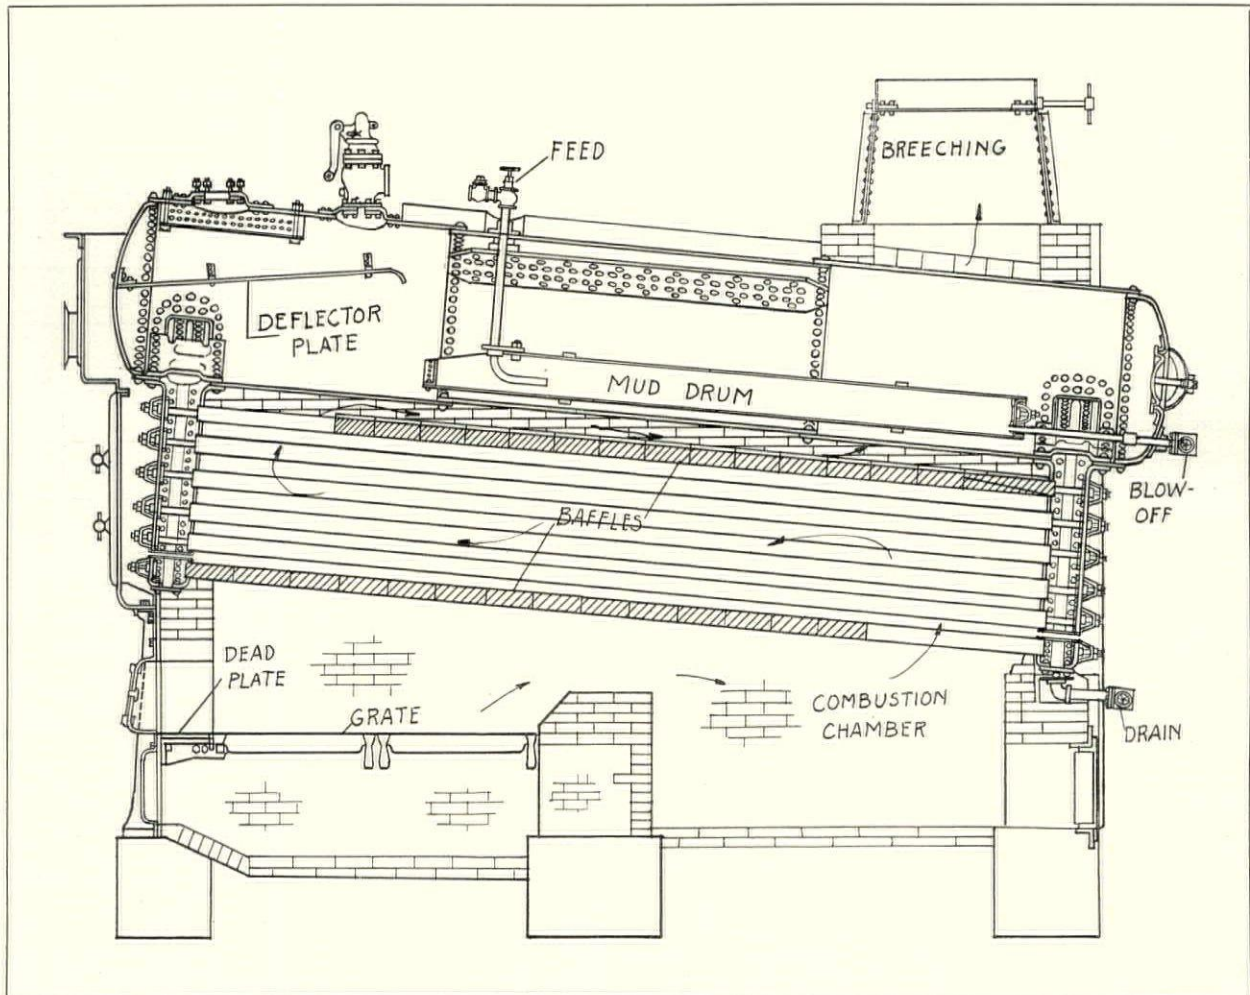 FEED
BREECHING
DEFLECTOR
PLATE
MUD DRUM
BLOW-
OFF
BAFFLES
DEAD
PLATE
GRATE
COMBUSTION
CHAMBER
DRAIN